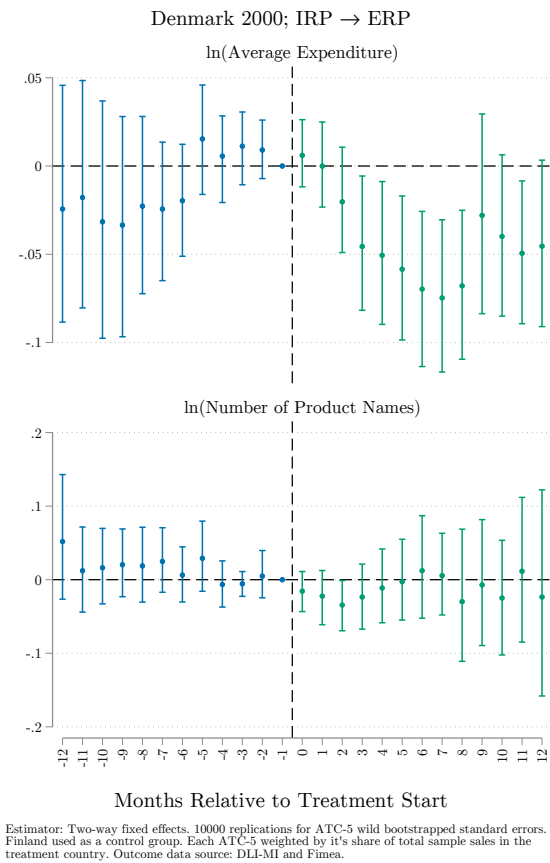 Denmark 2000; IRP → ERP
ln(Average Expenditure)
.05
0
-.05
-.1
ln(Number of Product Names)
.2
.1
0
-.1
-.2
-12 -11 -10 -9 -8 -7 -6 -5 -4 -3 -2 -1 0 1 2 3 4 5 6 7 8 9 10 11 12
Months Relative to Treatment Start
Estimator: Two-way fixed effects. 10000 replications for ATC-5 wild bootstrapped standard errors.
Finland used as a control group. Each ATC-5 weighted by it's share of total sample sales in the
treatment country. Outcome data source: DLI-MI and Fimea.